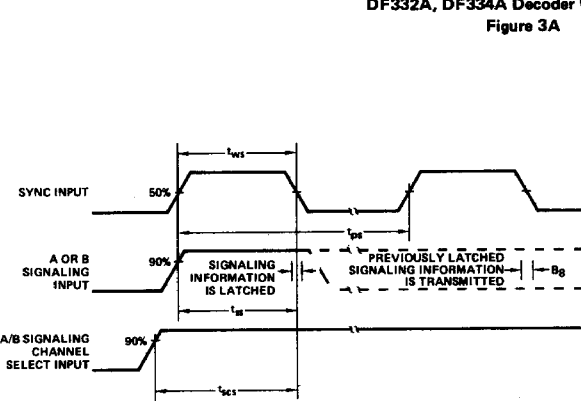 DF332A, DF334A Decoder
Figure 3A
tws
SYNC INPUT
50%
tps
A OR B
SIGNALING
INPUT
90%
SIGNALING
INFORMATION
IS LATCHED
PREVIOUSLY LATCHED
SIGNALING INFORMATION
IS TRANSMITTED
B8
tss
A/B SIGNALING
CHANNEL
SELECT INPUT
90%
tscs